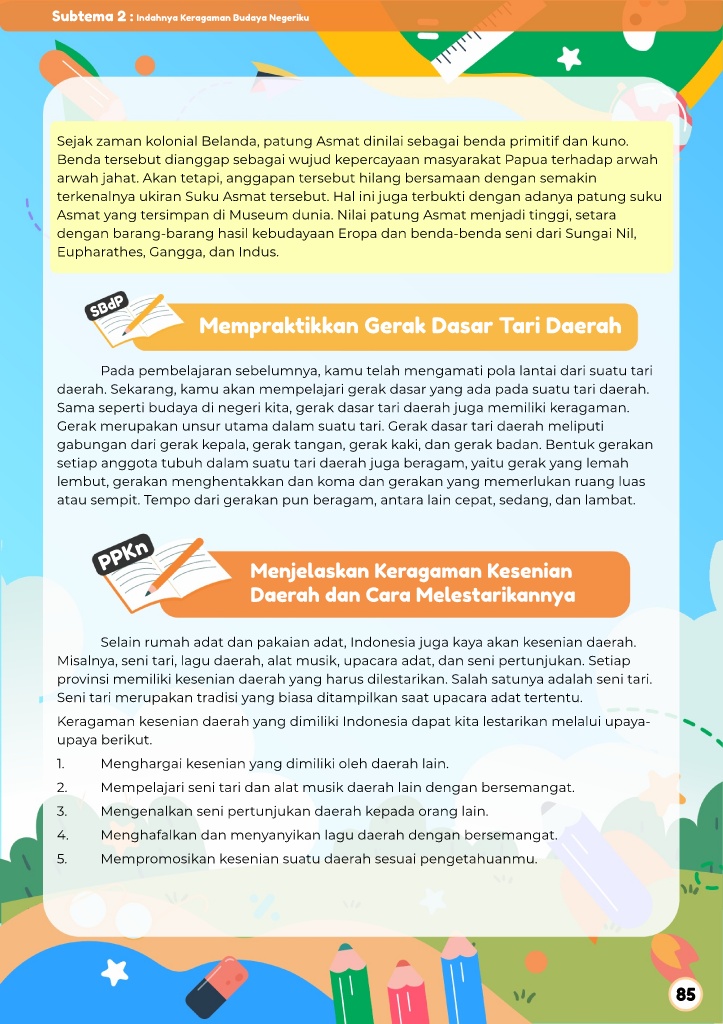 Subtema 2 : Indahnya Keragaman Budaya Negeriku
Sejak zaman kolonial Belanda, patung Asmat dinilai sebagai benda primitif dan kuno.
Benda tersebut dianggap sebagai wujud kepercayaan masyarakat Papua terhadap arwah
arwah jahat. Akan tetapi, anggapan tersebut hilang bersamaan dengan semakin
terkenalnya ukiran Suku Asmat tersebut. Hal ini juga terbukti dengan adanya patung suku
Asmat yang tersimpan di Museum dunia. Nilai patung Asmat menjadi tinggi, setara
dengan barang-barang hasil kebudayaan Eropa dan benda-benda seni dari Sungai Nil,
Eupharathes, Gangga, dan Indus.
SBdP
Mempraktikkan Gerak Dasar Tari Daerah
Pada pembelajaran sebelumnya, kamu telah mengamati pola lantai dari suatu tari
daerah. Sekarang, kamu akan mempelajari gerak dasar yang ada pada suatu tari daerah.
Sama seperti budaya di negeri kita, gerak dasar tari daerah juga memiliki keragaman.
Gerak merupakan unsur utama dalam suatu tari. Gerak dasar tari daerah meliputi
gabungan dari gerak kepala, gerak tangan, gerak kaki, dan gerak badan. Bentuk gerakan
setiap anggota tubuh dalam suatu tari daerah juga beragam, yaitu gerak yang lemah
lembut, gerakan menghentakkan dan koma dan gerakan yang memerlukan ruang luas
atau sempit. Tempo dari gerakan pun beragam, antara lain cepat, sedang, dan lambat.
PPKn
Menjelaskan Keragaman Kesenian
Daerah dan Cara Melestarikannya
Selain rumah adat dan pakaian adat, Indonesia juga kaya akan kesenian daerah.
Misalnya, seni tari, lagu daerah, alat musik, upacara adat, dan seni pertunjukan. Setiap
provinsi memiliki kesenian daerah yang harus dilestarikan. Salah satunya adalah seni tari.
Seni tari merupakan tradisi yang biasa ditampilkan saat upacara adat tertentu.
Keragaman kesenian daerah yang dimiliki Indonesia dapat kita lestarikan melalui upaya-
upaya berikut.
1. Menghargai kesenian yang dimiliki oleh daerah lain.
2. Mempelajari seni tari dan alat musik daerah lain dengan bersemangat.
3. Mengenalkan seni pertunjukan daerah kepada orang lain.
4. Menghafalkan dan menyanyikan lagu daerah dengan bersemangat.
5. Mempromosikan kesenian suatu daerah sesuai pengetahuanmu.
85